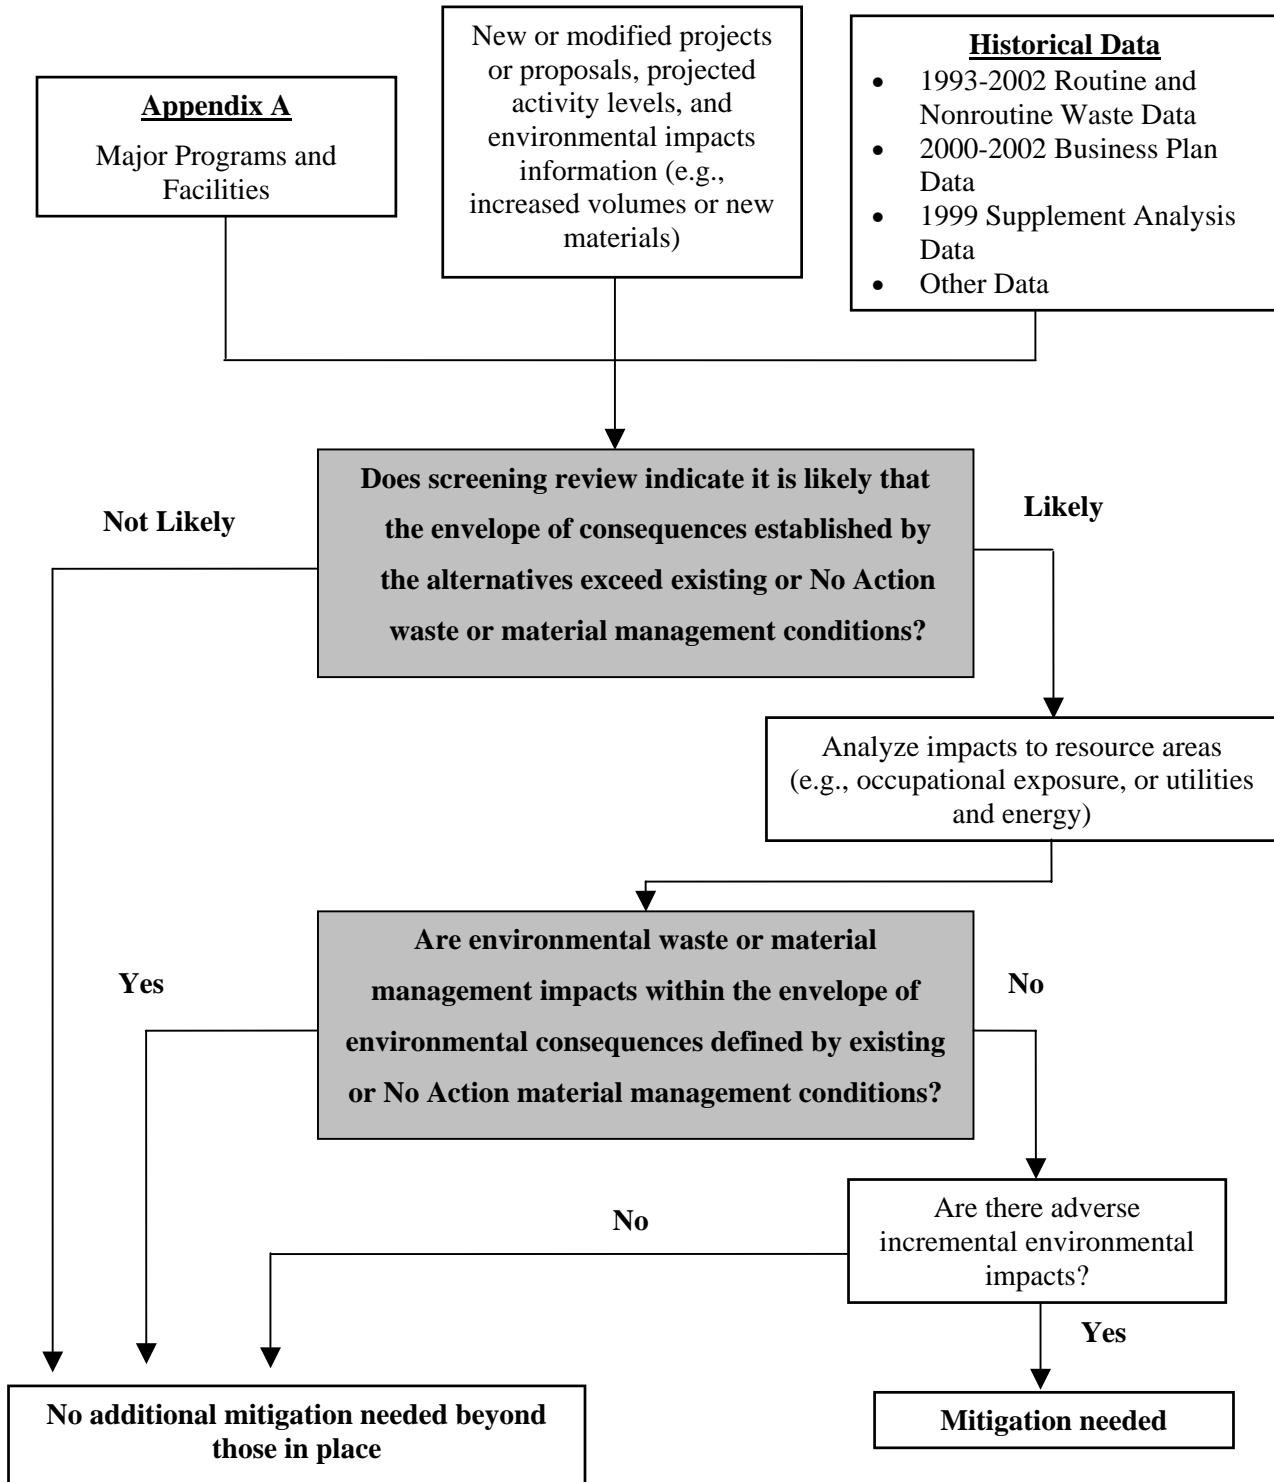 Appendix A
Major Programs and
Facilities
New or modified projects
or proposals, projected
activity levels, and
environmental impacts
information (e.g.,
increased volumes or new
materials)
Historical Data
• 1993-2002 Routine and
Nonroutine Waste Data
• 2000-2002 Business Plan
Data
• 1999 Supplement Analysis
Data
• Other Data
Does screening review indicate it is likely that
the envelope of consequences established by
the alternatives exceed existing or No Action
waste or material management conditions?
Not Likely
Likely
Analyze impacts to resource areas
(e.g., occupational exposure, or utilities
and energy)
Are environmental waste or material
management impacts within the envelope of
environmental consequences defined by existing
or No Action material management conditions?
Yes
No
Are there adverse
incremental environmental
impacts?
No
Yes
No additional mitigation needed beyond
those in place
Mitigation needed